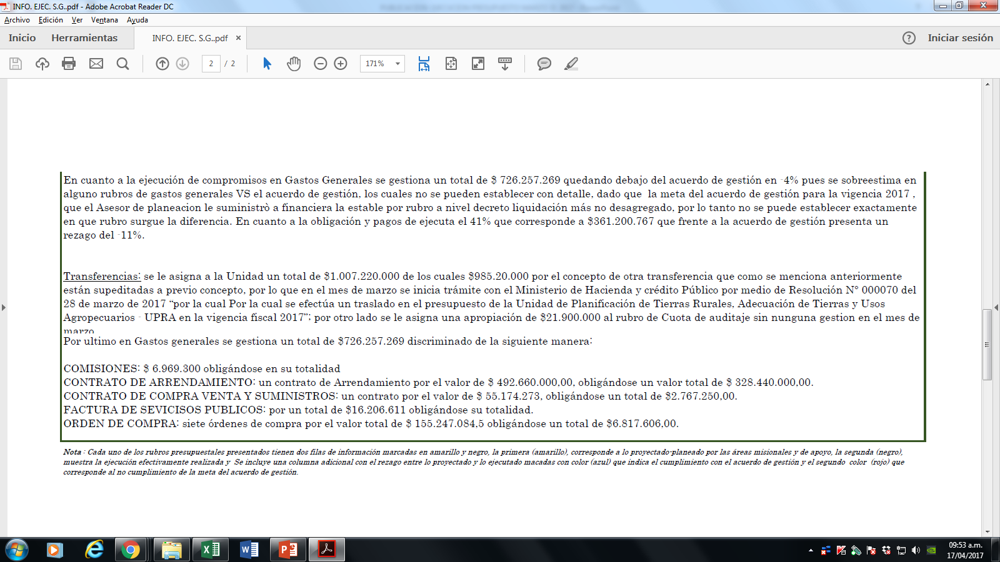 INFO. EJEC. S.G..pdf - Adobe Acrobat Reader DC
Archivo Edición Ver Ventana Ayuda
Inicio Herramientas INFO. EJEC. S.G..pdf × ? Iniciar sesión
2 / 2 171%
En cuanto a la ejecución de compromisos en Gastos Generales se gestiona un total de $ 726.257.269 quedando debajo del acuerdo de gestión en -4% pues se sobreestima en
alguno rubros de gastos generales VS el acuerdo de gestión, los cuales no se pueden establecer con detalle, dado que la meta del acuerdo de gestión para la vigencia 2017 ,
que el Asesor de planeacion le suministrò a financiera la estable por rubro a nivel decreto liquidación más no desagregado, por lo tanto no se puede establecer exactamente
en que rubro surgue la diferencia. En cuanto a la obligación y pagos de ejecuta el 41% que corresponde a $361.200.767 que frente a la acuerdo de gestión presenta un
rezago del -11%.
Transferencias: se le asigna a la Unidad un total de $1.007.220.000 de los cuales $985.20.000 por el concepto de otra transferencia que como se menciona anteriormente
están supeditadas a previo concepto, por lo que en el mes de marzo se inicia trámite con el Ministerio de Hacienda y crédito Público por medio de Resolución N° 000070 del
28 de marzo de 2017 “por la cual Por la cual se efectúa un traslado en el presupuesto de la Unidad de Planificación de Tierras Rurales, Adecuación de Tierras y Usos
Agropecuarios - UPRA en la vigencia fiscal 2017”; por otro lado se le asigna una apropiación de $21.900.000 al rubro de Cuota de auditaje sin nunguna gestion en el mes de
marzo
Por ultimo en Gastos generales se gestiona un total de $726.257.269 discriminado de la siguiente manera:
COMISIONES: $ 6.969.300 obligándose en su totalidad
CONTRATO DE ARRENDAMIENTO: un contrato de Arrendamiento por el valor de $ 492.660.000,00, obligándose un valor total de $ 328.440.000,00.
CONTRATO DE COMPRA VENTA Y SUMINISTROS: un contrato por el valor de $ 55.174.273, obligándose un total de $2.767.250,00.
FACTURA DE SEVICISOS PUBLICOS: por un total de $16.206.611 obligándose su totalidad.
ORDEN DE COMPRA: siete órdenes de compra por el valor total de $ 155.247.084,5 obligándose un total de $6.817.606,00.
Nota : Cada uno de los rubros presupuestales presentados tienen dos filas de información marcadas en amarillo y negro, la primera (amarillo), corresponde a lo proyectado-planeado por las áreas misionales y de apoyo, la segunda (negro),
muestra la ejecución efectivamente realizada y Se incluye una columna adicional con el rezago entre lo proyectado y lo ejecutado macadas con color (azul) que indica el cumplimiento con el acuerdo de gestión y el segundo color (rojo) que
corresponde al no cumplimiento de la meta del acuerdo de gestión.
09:53 a.m.
17/04/2017